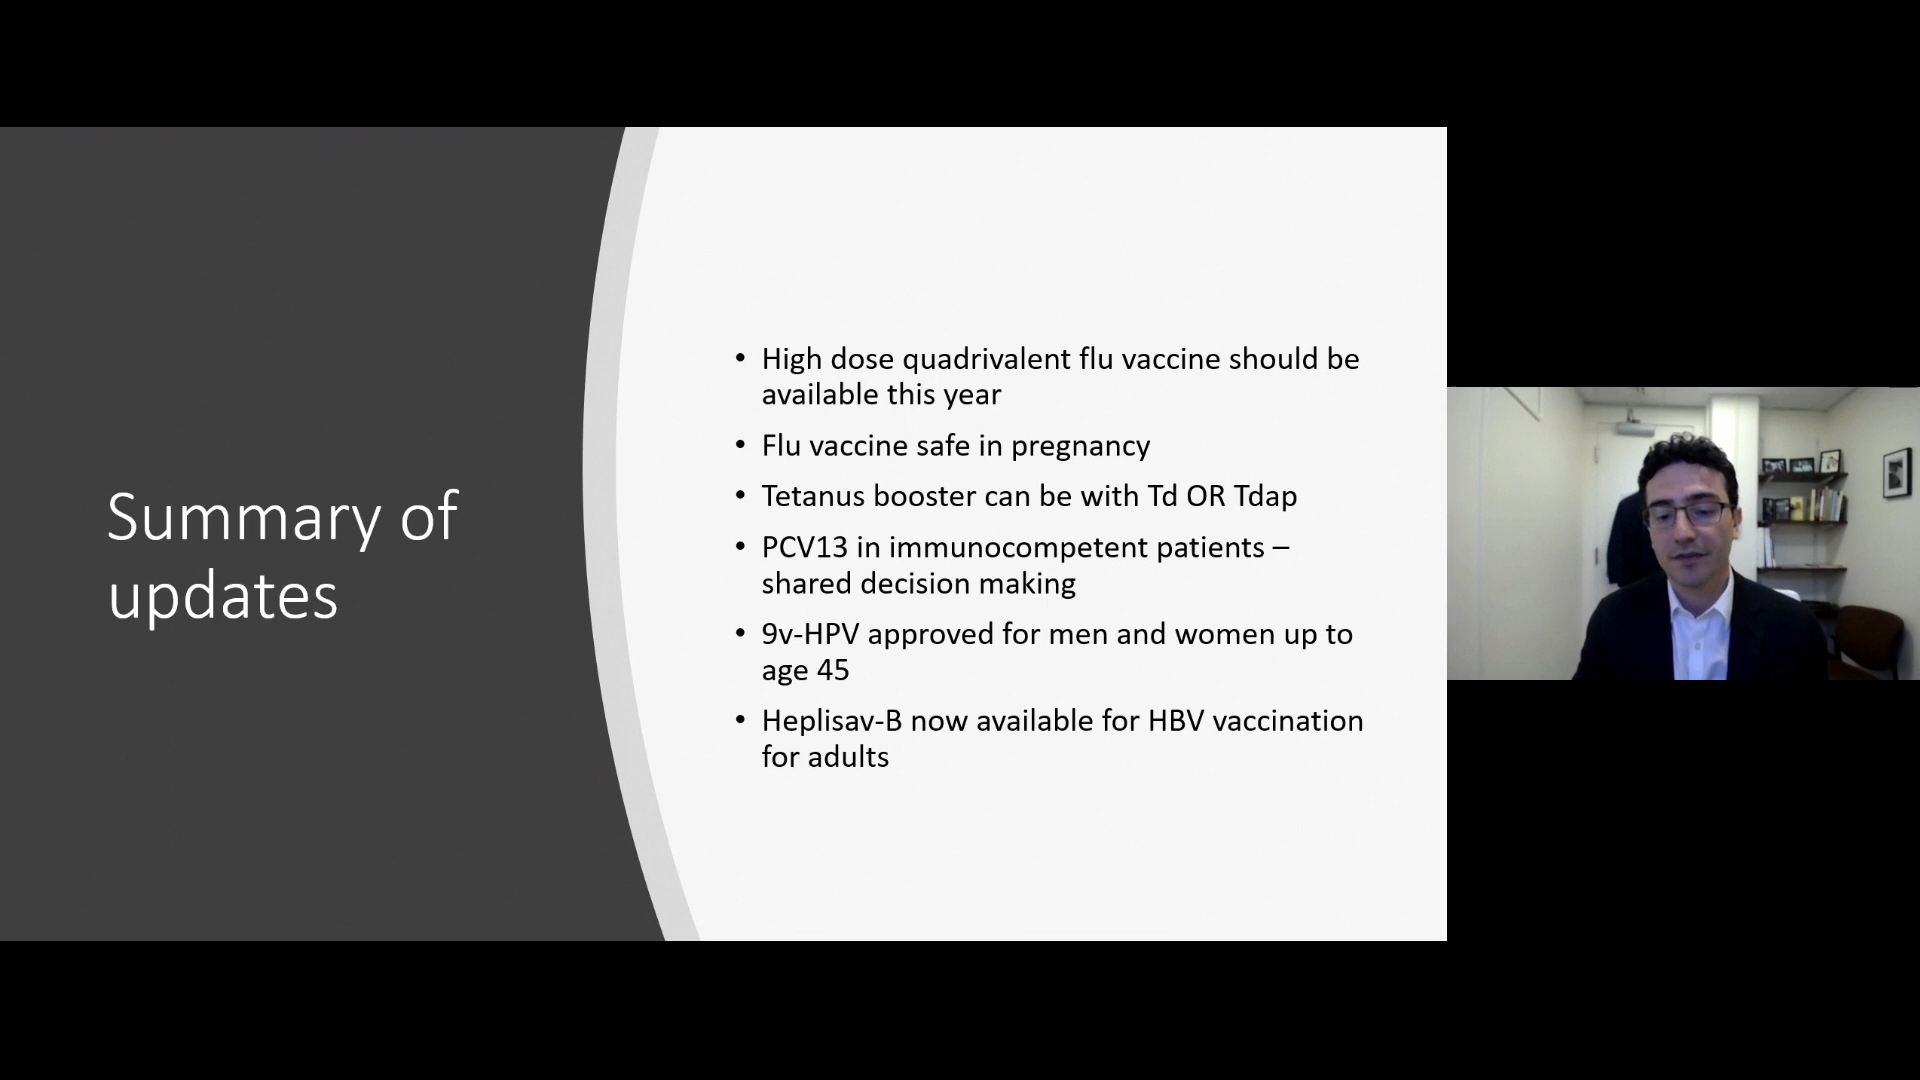 Summary of
updates
• High dose quadrivalent flu vaccine should be
available this year
• Flu vaccine safe in pregnancy
• Tetanus booster can be with Td OR Tdap
• PCV13 in immunocompetent patients –
shared decision making
• 9v-HPV approved for men and women up to
age 45
• Heplisav-B now available for HBV vaccination
for adults